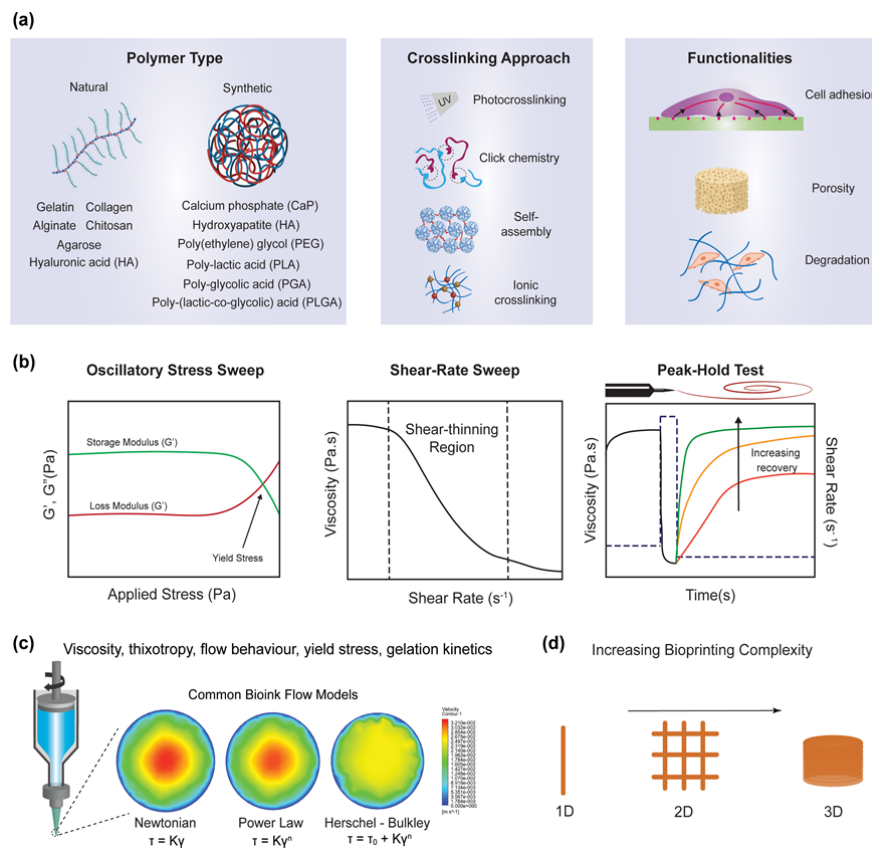 (a)
Polymer Type
Natural
Synthetic
Gelatin Collagen
Alginate Chitosan
Agarose
Hyaluronic acid (HA)
Calcium phosphate (CaP)
Hydroxyapatite (HA)
Poly(ethylene) glycol (PEG)
Poly-lactic acid (PLA)
Poly-glycolic acid (PGA)
Poly-(lactic-co-glycolic) acid (PLGA)
Crosslinking Approach
UV
Photocrosslinking
Click chemistry
Self-
assembly
Ionic
crosslinking
Functionalities
Cell adhesion
Porosity
Degradation
(b)
Oscillatory Stress Sweep
G', G''(Pa)
Storage Modulus (G')
Loss Modulus (G')
Yield Stress
Applied Stress (Pa)
Shear-Rate Sweep
Viscosity (Pa.s)
Shear-thinning
Region
Shear Rate (s⁻¹)
Peak-Hold Test
Viscosity (Pa.s)
Increasing
recovery
Shear Rate (s⁻¹)
Time(s)
(c)
Viscosity, thixotropy, flow behaviour, yield stress, gelation kinetics
Common Bioink Flow Models
Velocity
Contour 1
[m s^-1]
Newtonian
τ = Kγ
Power Law
τ = Kγⁿ
Herschel - Bulkley
τ = τ₀ + Kγⁿ
(d)
Increasing Bioprinting Complexity
1D
2D
3D